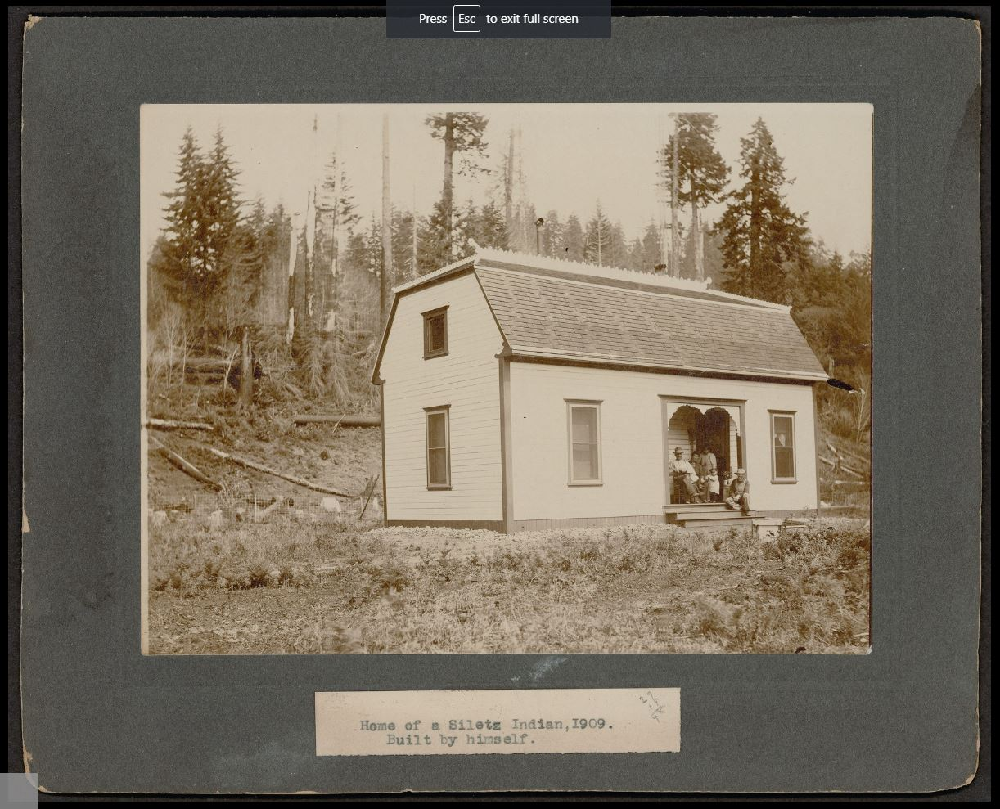 Press Esc to exit full screen
Home of a Siletz Indian,1909.
Built by himself.